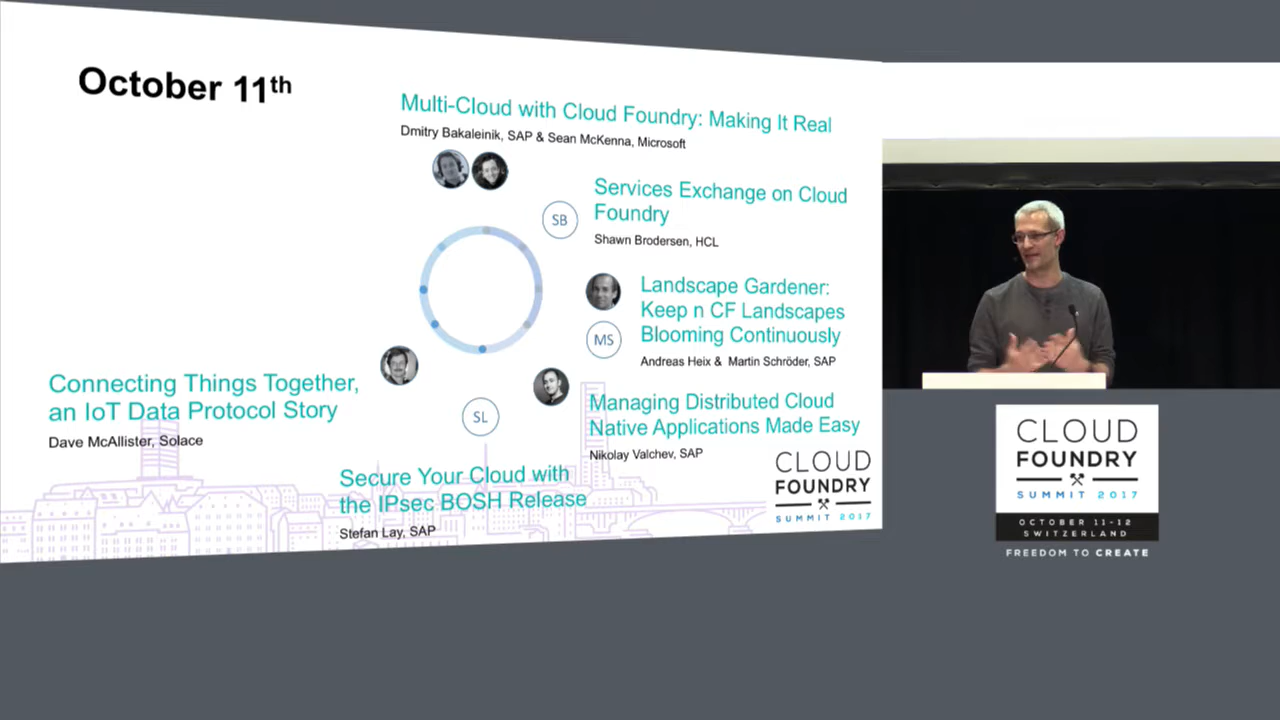 October 11th
Multi-Cloud with Cloud Foundry: Making It Real
Dmitry Bakaleinik, SAP & Sean McKenna, Microsoft
SB
Services Exchange on Cloud
Foundry
Shawn Brodersen, HCL
MS
Landscape Gardener:
Keep n CF Landscapes
Blooming Continuously
Andreas Heix & Martin Schröder, SAP
Managing Distributed Cloud
Native Applications Made Easy
Nikolay Valchev, SAP
SL
Secure Your Cloud with
the IPsec BOSH Release
Stefan Lay, SAP
Connecting Things Together,
an IoT Data Protocol Story
Dave McAllister, Solace
CLOUD
FOUNDRY
SUMMIT 2017
CLOUD
FOUNDRY
SUMMIT 2017
OCTOBER 11-12
SWITZERLAND
FREEDOM TO CREATE